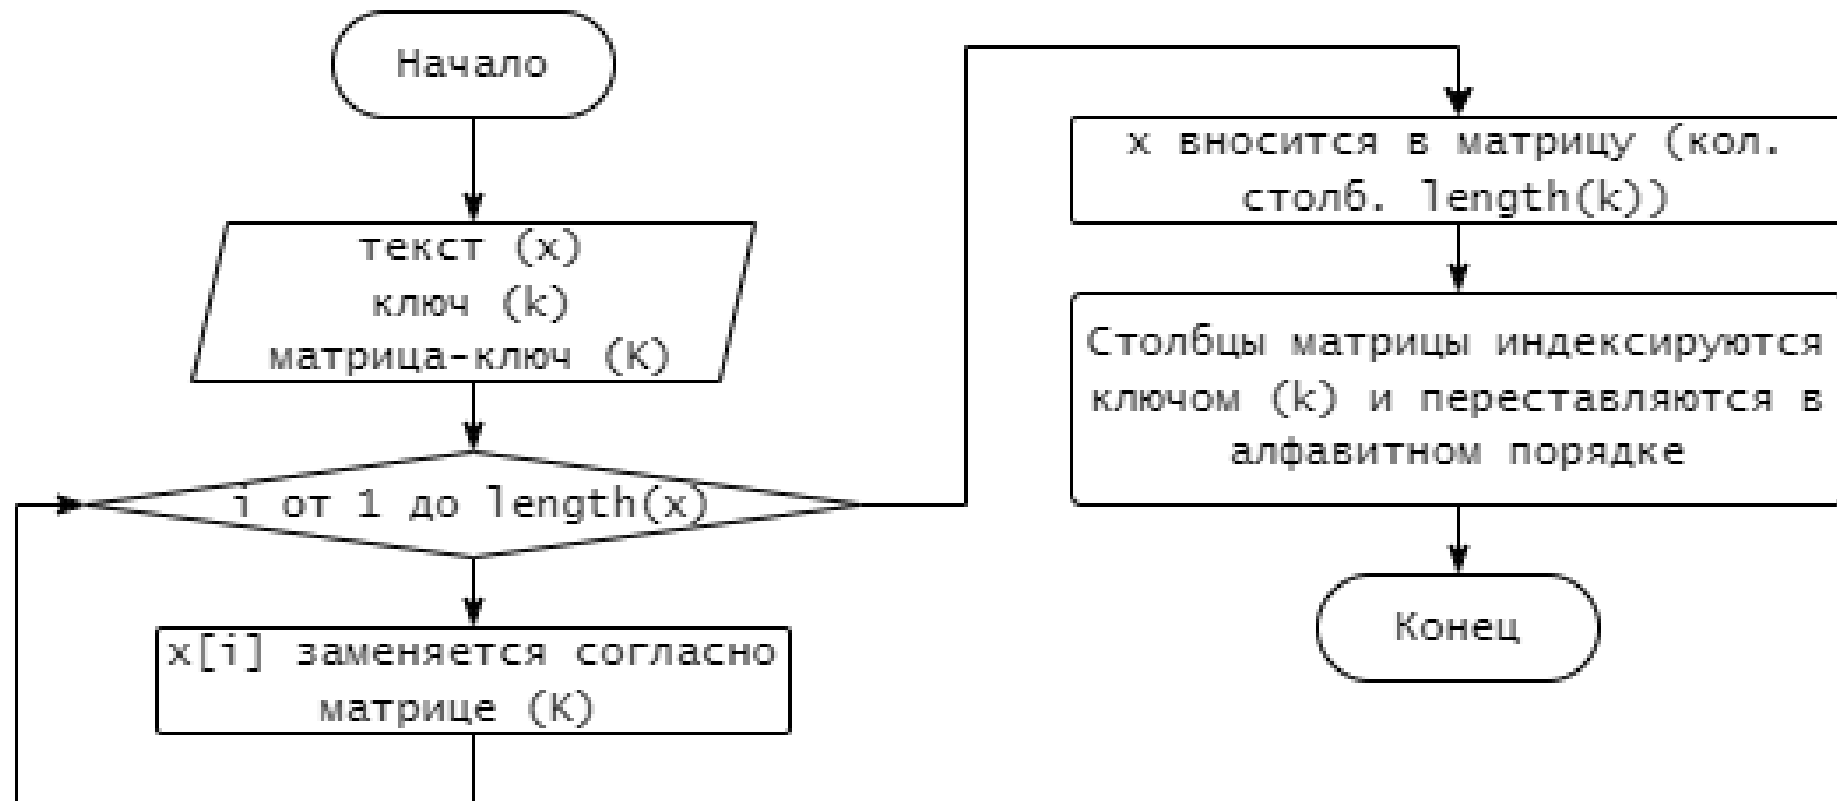 Начало
текст (x)
ключ (k)
матрица-ключ (K)
i от 1 до length(x)
x[i] заменяется согласно
матрице (K)
x вносится в матрицу (кол.
столб. length(k))
Столбцы матрицы индексируются
ключом (k) и переставляются в
алфавитном порядке
Конец